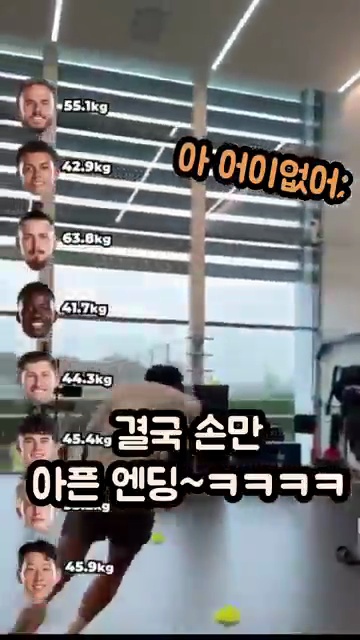 55.1kg
42.9kg
아 어이없어;
63.8kg
41.7kg
44.3kg
45.4kg
결국 손만
아픈 엔딩~ㅋㅋㅋㅋ
45.9kg